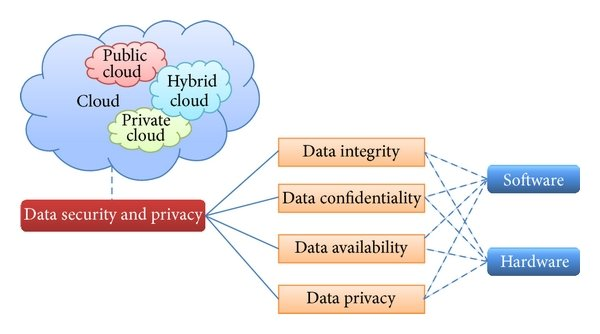 Public
cloud
Hybrid
cloud
Cloud
Private
cloud
Data integrity
Software
Data confidentiality
Data security and privacy
Data availability
Hardware
Data privacy